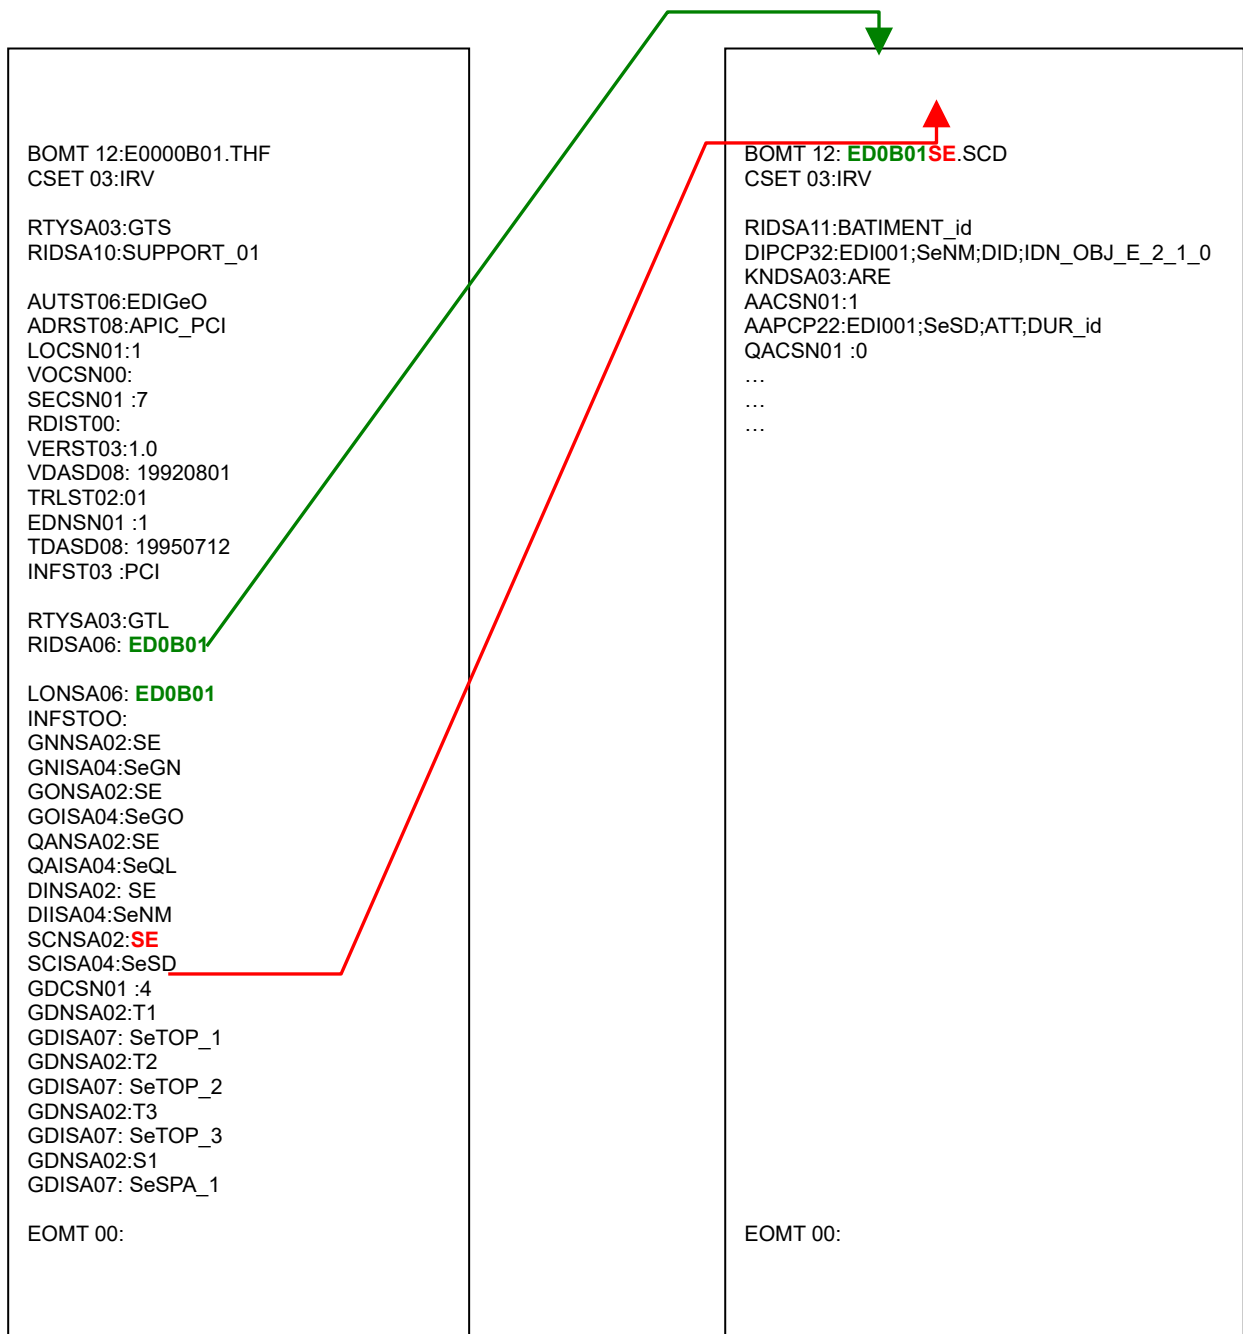 BOMT 12:E0000B01.THF
CSET 03:IRV
RTYSA03:GTS
RIDSA10:SUPPORT_01
AUTST06:EDIGeO
ADRST08:APIC_PCI
LOCSN01:1
VOCSN00:
SECSN01 :7
RDIST00:
VERST03:1.0
VDASD08: 19920801
TRLST02:01
EDNSN01 :1
TDASD08: 19950712
INFST03 :PCI
RTYSA03:GTL
RIDSA06: ED0B01
LONSA06: ED0B01
INFSTOO:
GNNSA02:SE
GNISA04:SeGN
GONSA02:SE
GOISA04:SeGO
QANSA02:SE
QAISA04:SeQL
DINSA02: SE
DIISA04:SeNM
SCNSA02:SE
SCISA04:SeSD
GDCSN01 :4
GDNSA02:T1
GDISA07: SeTOP_1
GDNSA02:T2
GDISA07: SeTOP_2
GDNSA02:T3
GDISA07: SeTOP_3
GDNSA02:S1
GDISA07: SeSPA_1
EOMT 00:
BOMT 12: ED0B01SE.SCD
CSET 03:IRV
RIDSA11:BATIMENT_id
DIPCP32:EDI001;SeNM;DID;IDN_OBJ_E_2_1_0
KNDSA03:ARE
AACSN01:1
AAPCP22:EDI001;SeSD;ATT;DUR_id
QACSN01 :0
…
…
…
EOMT 00: